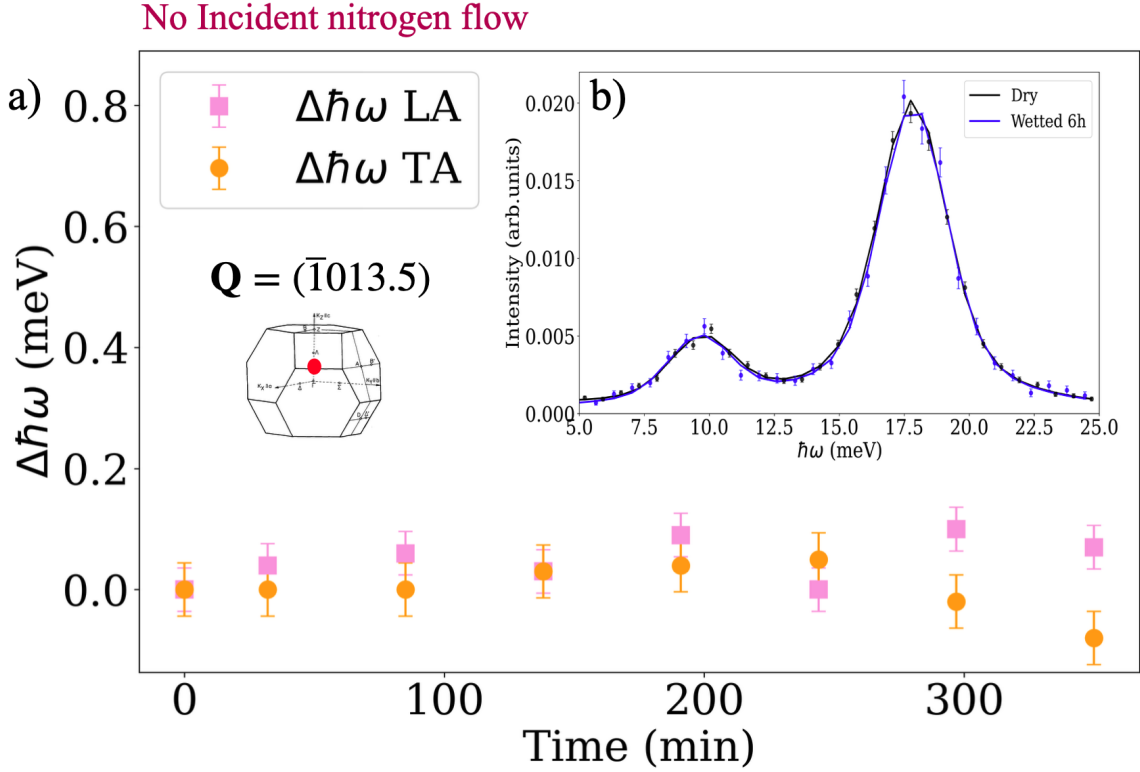 No Incident nitrogen flow
a)
Δħω LA
Δħω TA
Q = (1̅013.5)
Δħω (meV)
0.8
0.6
0.4
0.2
0.0
0
100
200
300
Time (min)
b)
Dry
Wetted 6h
Intensity (arb.units)
0.020
0.015
0.010
0.005
0.000
5.0
7.5
10.0
12.5
15.0
17.5
20.0
22.5
25.0
ħω (meV)